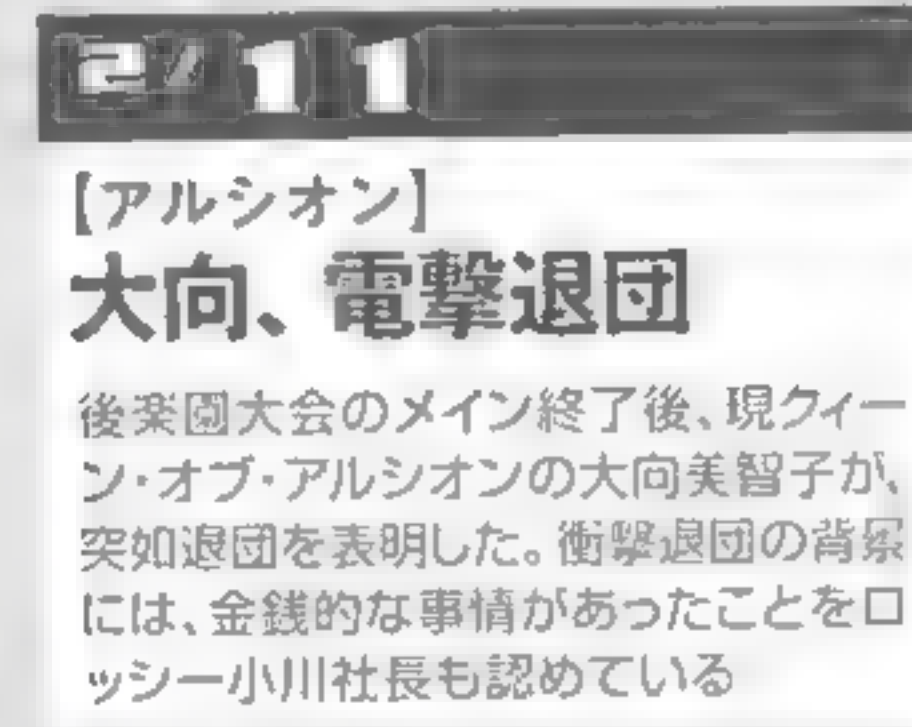 【アルシオン】
大向、電撃退団
後楽園大会のメイン終了後、現クィー
ン・オブ・アルシオンの大向美智子が、
突如退団を表明した。衝撃退団の背景
には、金銭的な事情があったことをロ
ッシー小川社長も認めている